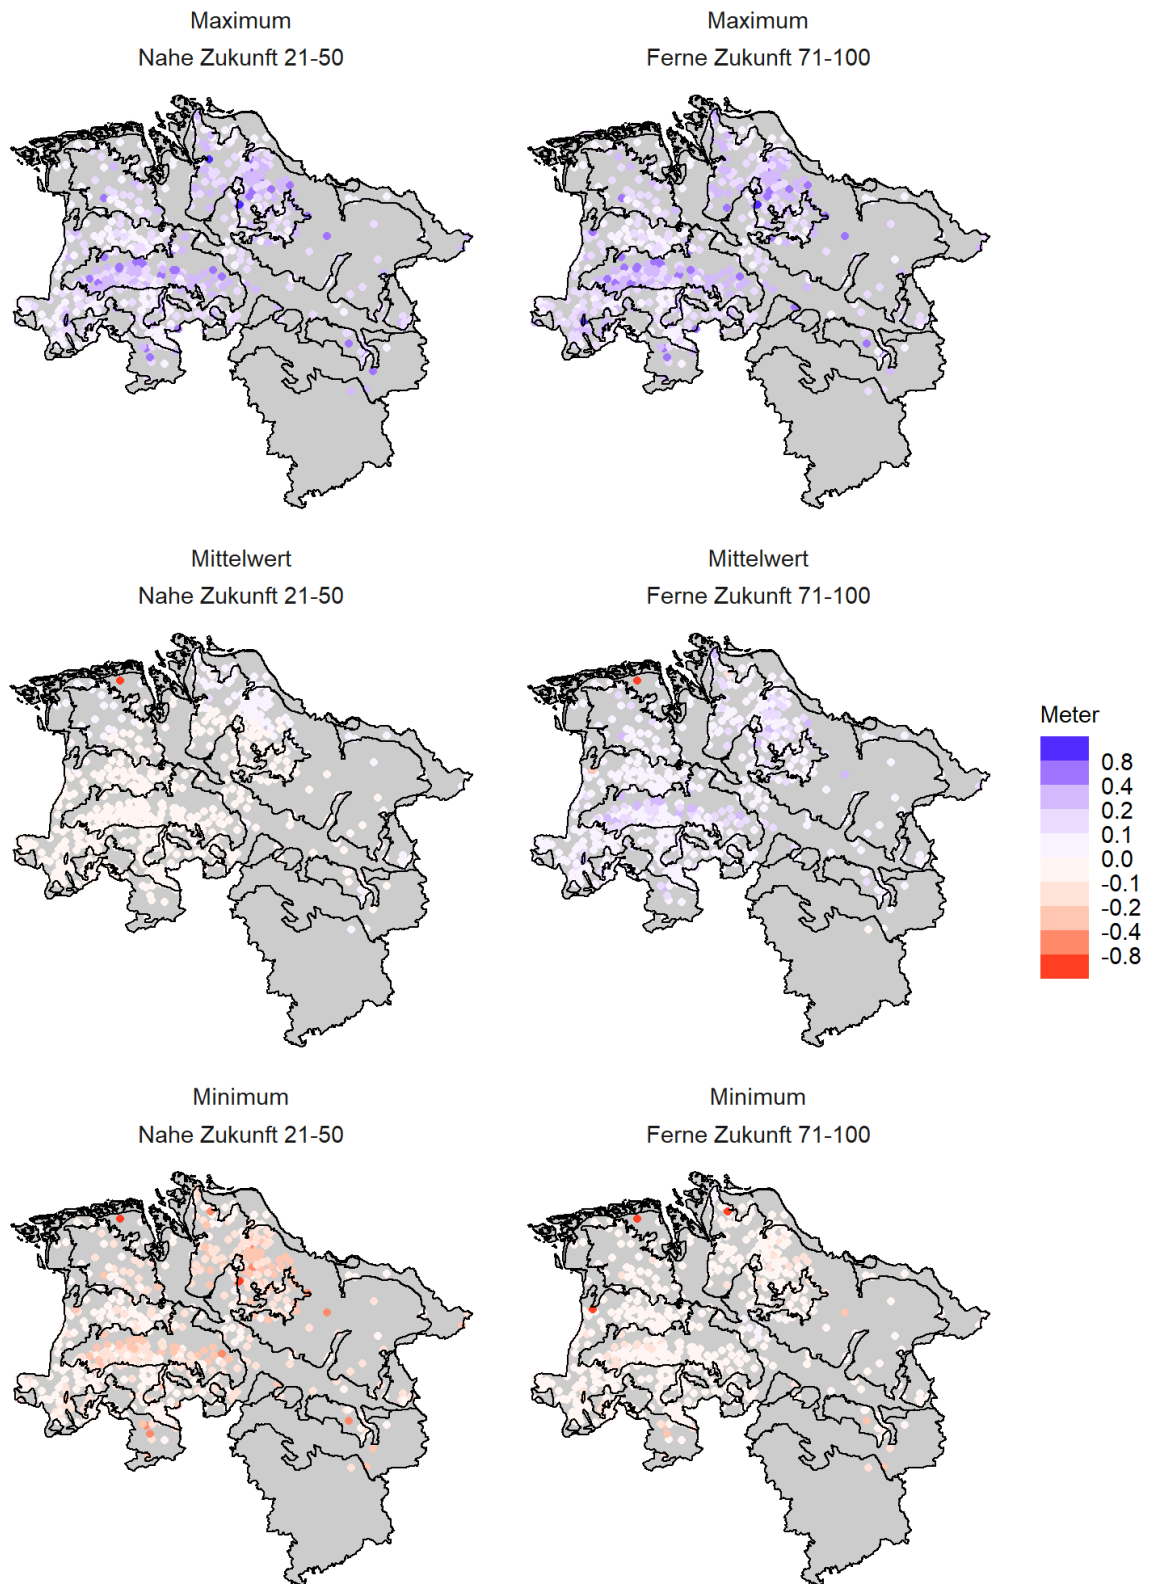 Maximum
Nahe Zukunft 21-50
Maximum
Ferne Zukunft 71-100
Mittelwert
Nahe Zukunft 21-50
Mittelwert
Ferne Zukunft 71-100
Meter
0.8
0.4
0.2
0.1
0.0
-0.1
-0.2
-0.4
-0.8
Minimum
Nahe Zukunft 21-50
Minimum
Ferne Zukunft 71-100